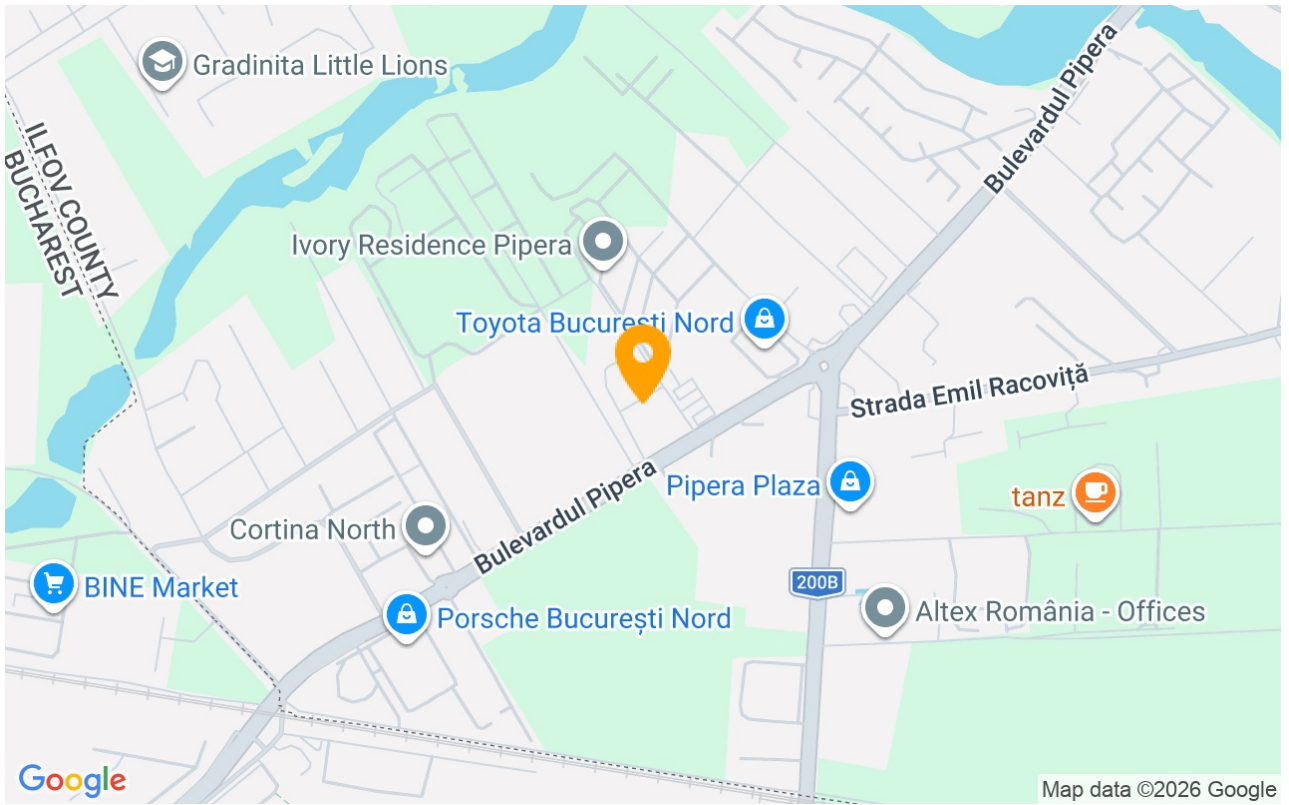 Gradinita Little Lions
Bulevardul Pipera
ILFOV COUNTY
BUCHAREST
Ivory Residence Pipera
Toyota București Nord
Strada Emil Racoviță
Bulevardul Pipera
Pipera Plaza
tanz
Cortina North
BINE Market
200B
Porsche București Nord
Altex România - Offices
Google
Map data ©2026 Google